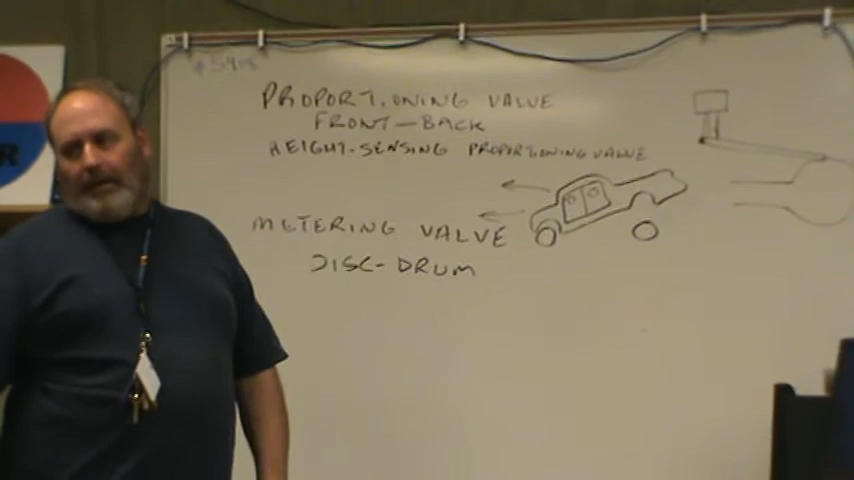 PROPORTIONING VALVE
FRONT-BACK
HEIGHT-SENSING PROPORTIONING VALVE
METERING VALVE
DISC-DRUM
R